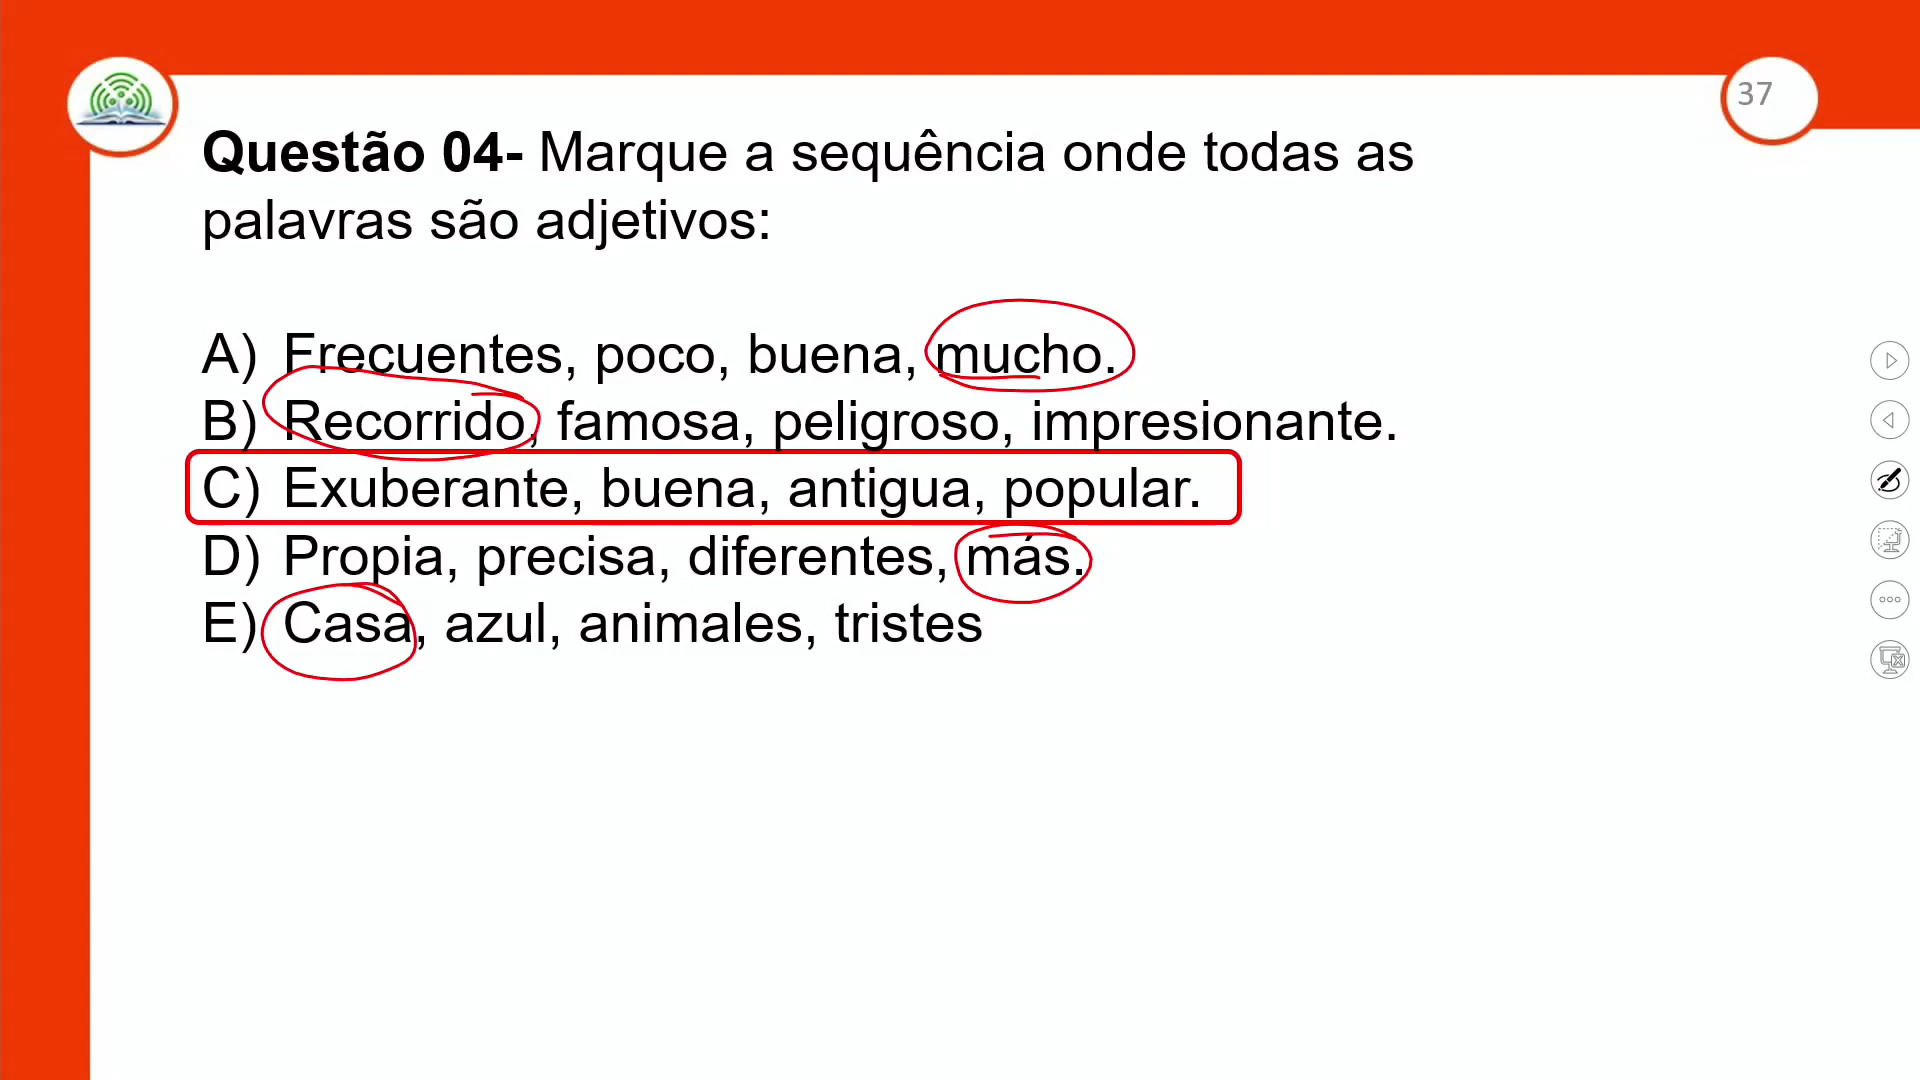 37
Questão 04- Marque a sequência onde todas as
palavras são adjetivos:
A) Frecuentes, poco, buena, mucho.
B) Recorrido, famosa, peligroso, impresionante.
C) Exuberante, buena, antigua, popular.
D) Propia, precisa, diferentes, más.
E) Casa, azul, animales, tristes